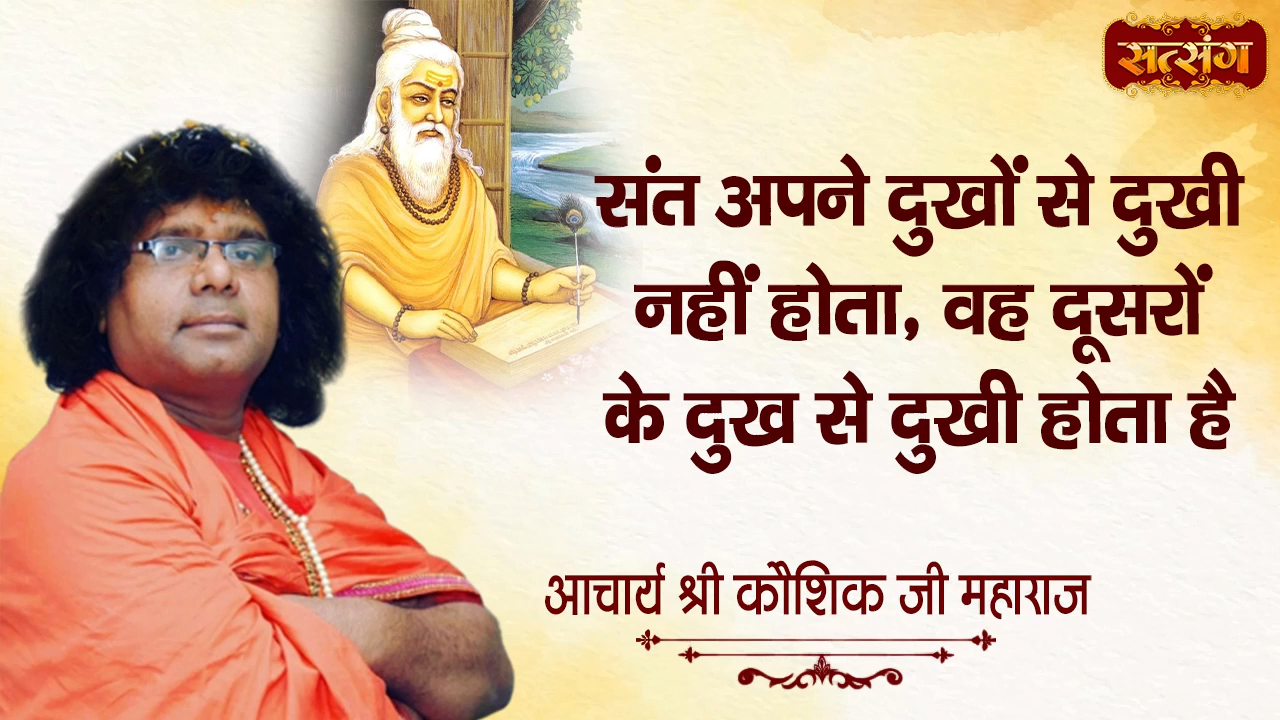 सत्संग
संत अपने दुखों से दुखी
नहीं होता, वह दूसरों
के दुख से दुखी होता है
आचार्य श्री कौशिक जी महाराज